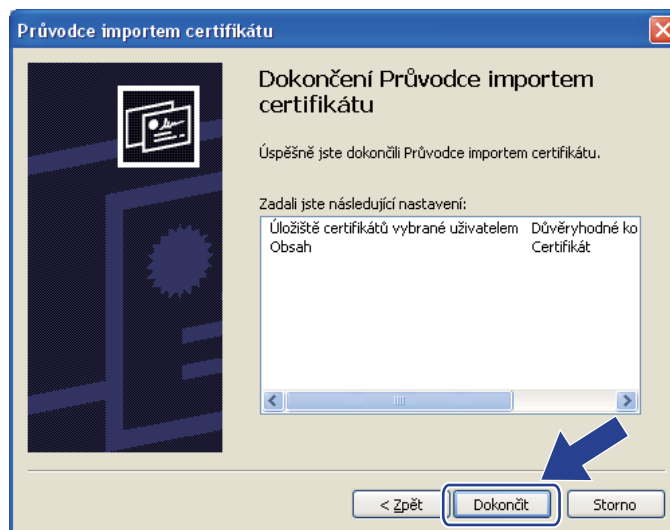 Průvodce importem certifikátu
Dokončení Průvodce importem
certifikátu
Úspěšně jste dokončili Průvodce importem certifikátu.
Zadali jste následující nastavení:
Úložiště certifikátů vybrané uživatelem Důvěryhodné ko
Obsah Certifikát
< Zpět Dokončit Storno